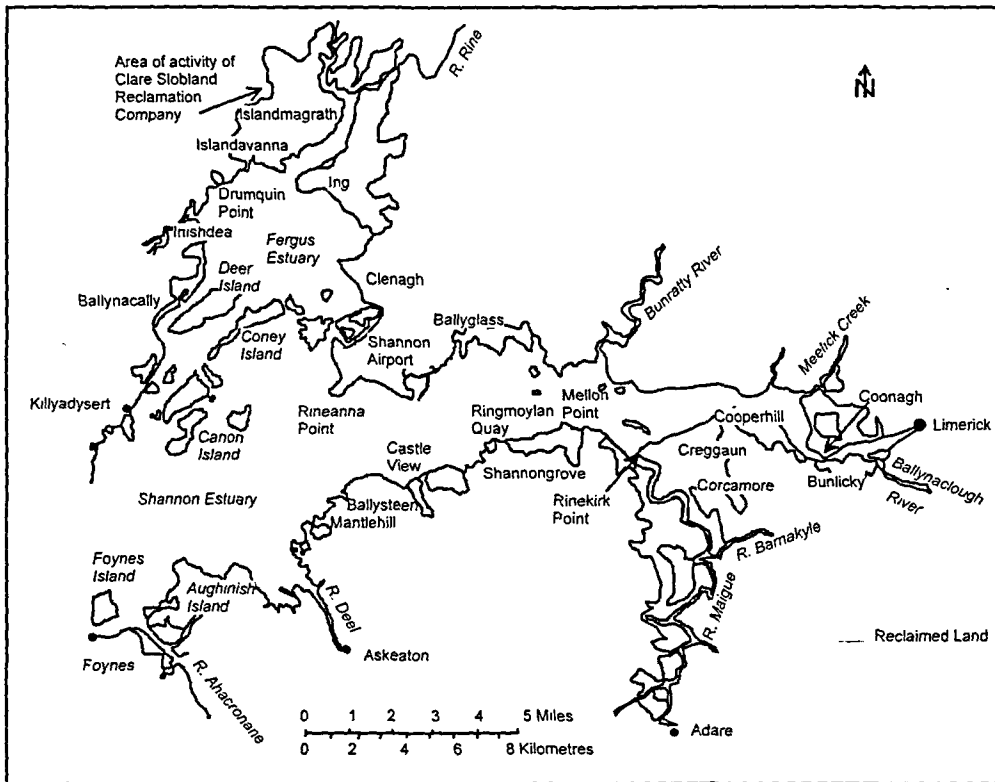 Area of activity of
Clare Slobland
Reclamation
Company
R. Rine
N
Islandmagrath
Islandavanna
Ing
Drumquin
Point
Inishdea
Fergus
Estuary
Deer
Island
Clenagh
Bunratty River
Ballynacally
Ballyglass
Coney
Island
Shannon
Airport
Meelick Creek
Coonagh
Killyadysert
Rineanna
Point
Ringmoylan
Quay
Mellon
Point
Cooperhill
Limerick
Canon
Island
Castle
View
Creggaun
Shannongrove
Bunlicky
Ballynaclough
River
Shannon Estuary
Ballysteen
Mantlehill
Rinekirk
Point
Corcamore
R. Barnakyle
Foynes
Island
Aughinish
Island
R. Deel
R. Maigue
Reclaimed Land
Foynes
Askeaton
R. Ahacronane
0 1 2 3 4 5 Miles
0 2 4 6 8 Kilometres
Adare